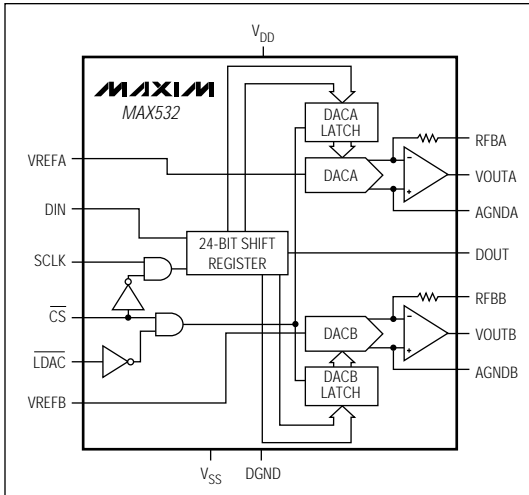 VDD
MAXIM
MAX532
DACA
LATCH
RFBA
VREFA
DACA
VOUTA
DIN
AGNDA
24-BIT SHIFT
REGISTER
SCLK
DOUT
RFBB
CS
DACB
VOUTB
LDAC
DACB
LATCH
AGNDB
VREFB
VSS
DGND